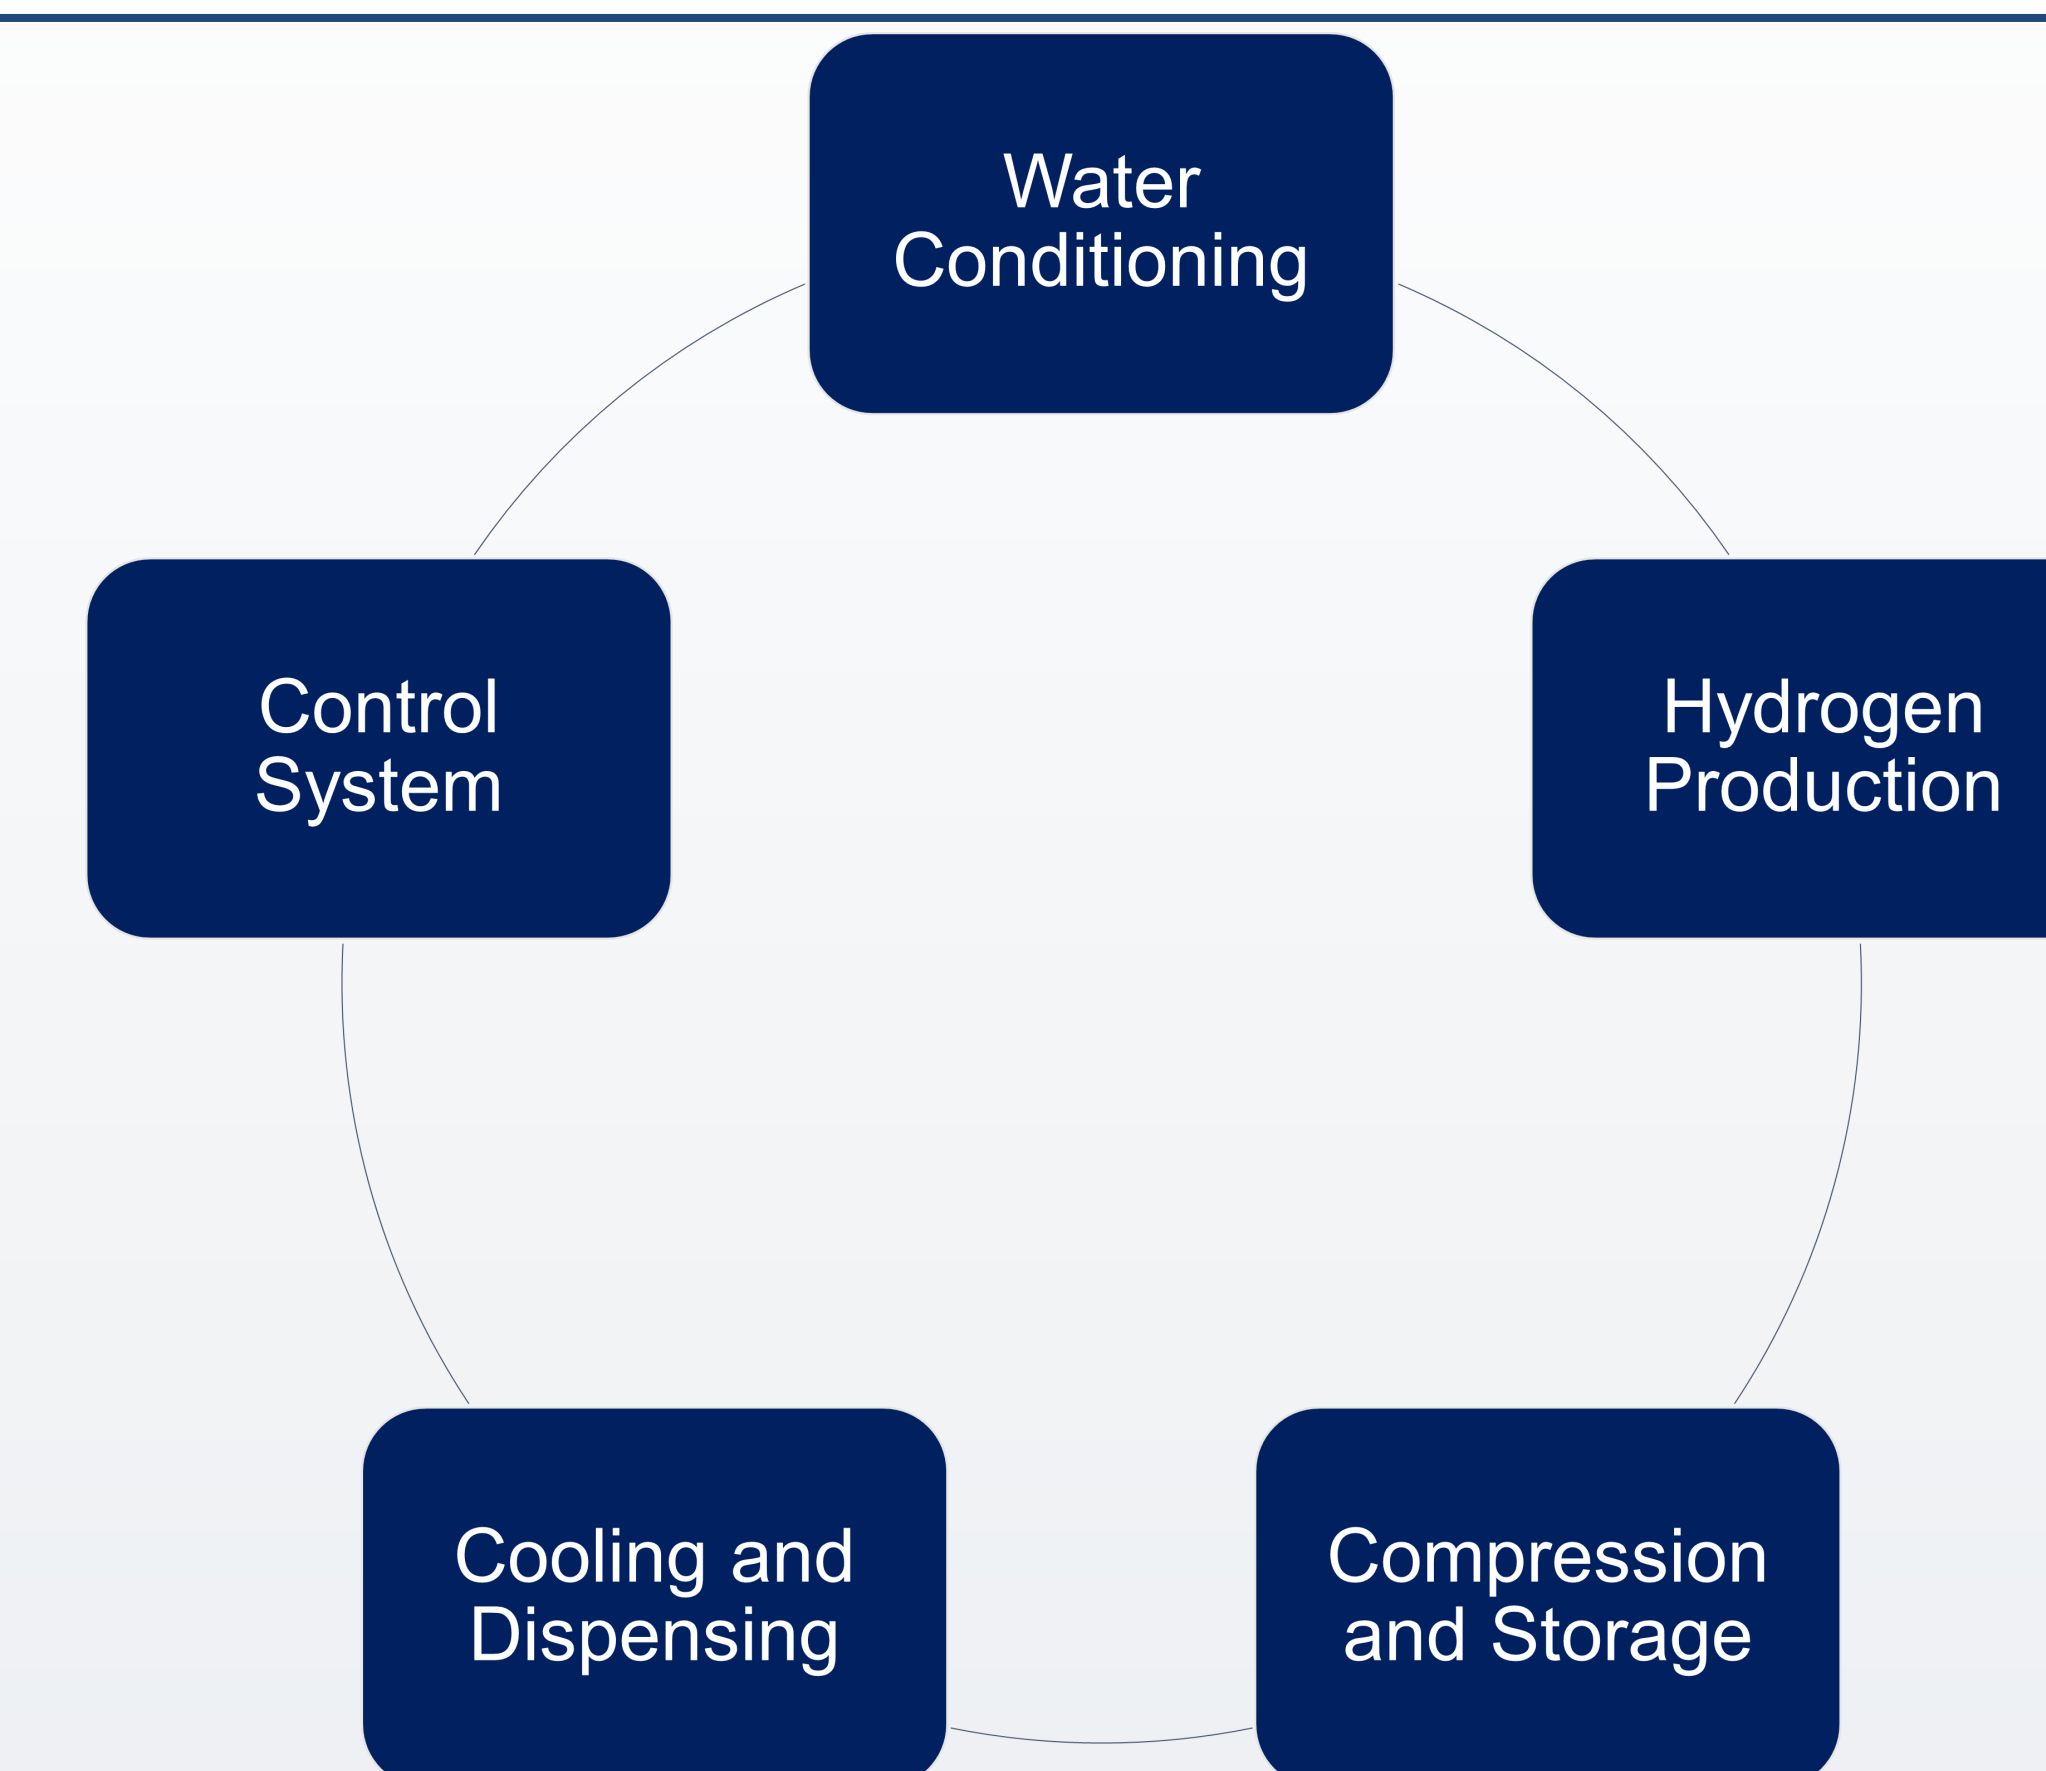 Water
Conditioning
Control
System
Hydrogen
Production
Cooling and
Dispensing
Compression
and Storage